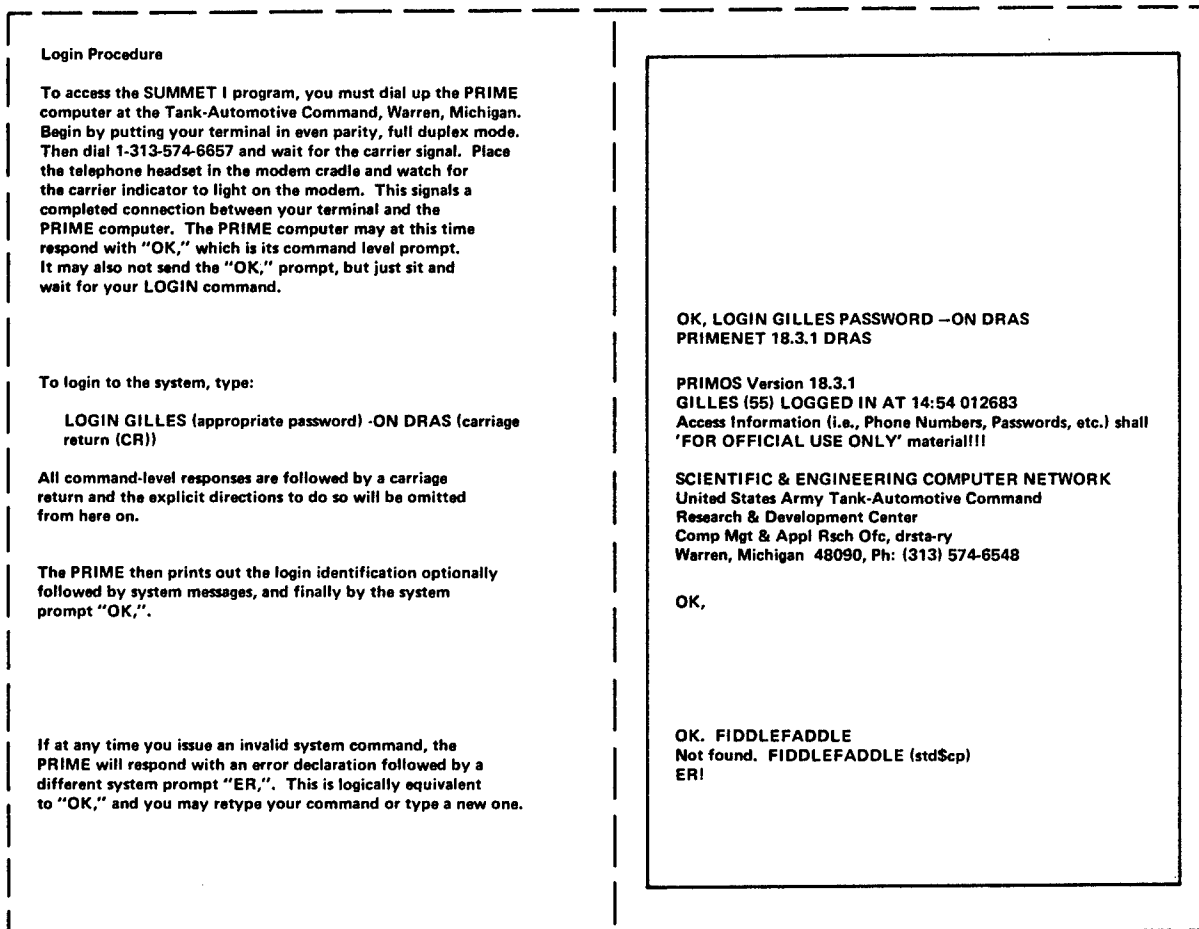 Login Procedure
To access the SUMMET I program, you must dial up the PRIME
computer at the Tank-Automotive Command, Warren, Michigan.
Begin by putting your terminal in even parity, full duplex mode.
Then dial 1-313-574-6657 and wait for the carrier signal. Place
the telephone headset in the modem cradle and watch for
the carrier indicator to light on the modem. This signals a
completed connection between your terminal and the
PRIME computer. The PRIME computer may at this time
respond with "OK," which is its command level prompt.
It may also not send the "OK," prompt, but just sit and
wait for your LOGIN command.
To login to the system, type:
LOGIN GILLES (appropriate password) -ON DRAS (carriage
return (CR))
All command-level responses are followed by a carriage
return and the explicit directions to do so will be omitted
from here on.
The PRIME then prints out the login identification optionally
followed by system messages, and finally by the system
prompt "OK,".
If at any time you issue an invalid system command, the
PRIME will respond with an error declaration followed by a
different system prompt "ER,". This is logically equivalent
to "OK," and you may retype your command or type a new one.
OK, LOGIN GILLES PASSWORD —ON DRAS
PRIMENET 18.3.1 DRAS
PRIMOS Version 18.3.1
GILLES (55) LOGGED IN AT 14:54 012683
Access Information (i.e., Phone Numbers, Passwords, etc.) shall
'FOR OFFICIAL USE ONLY' material!!!
SCIENTIFIC & ENGINEERING COMPUTER NETWORK
United States Army Tank-Automotive Command
Research & Development Center
Comp Mgt & Appl Rsch Ofc, drsta-ry
Warren, Michigan 48090, Ph: (313) 574-6548
OK,
OK. FIDDLEFADDLE
Not found. FIDDLEFADDLE (std$cp)
ER!